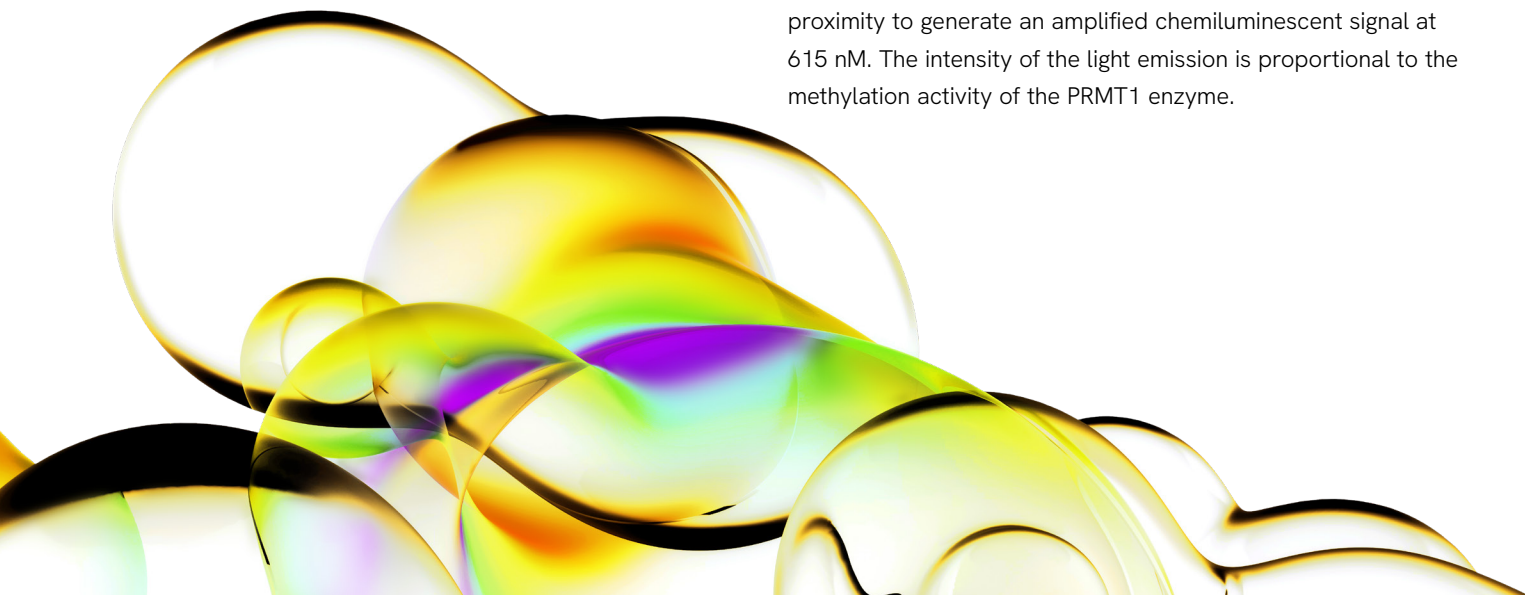 proximity to generate an amplified chemiluminescent signal at
615 nM. The intensity of the light emission is proportional to the
methylation activity of the PRMT1 enzyme.